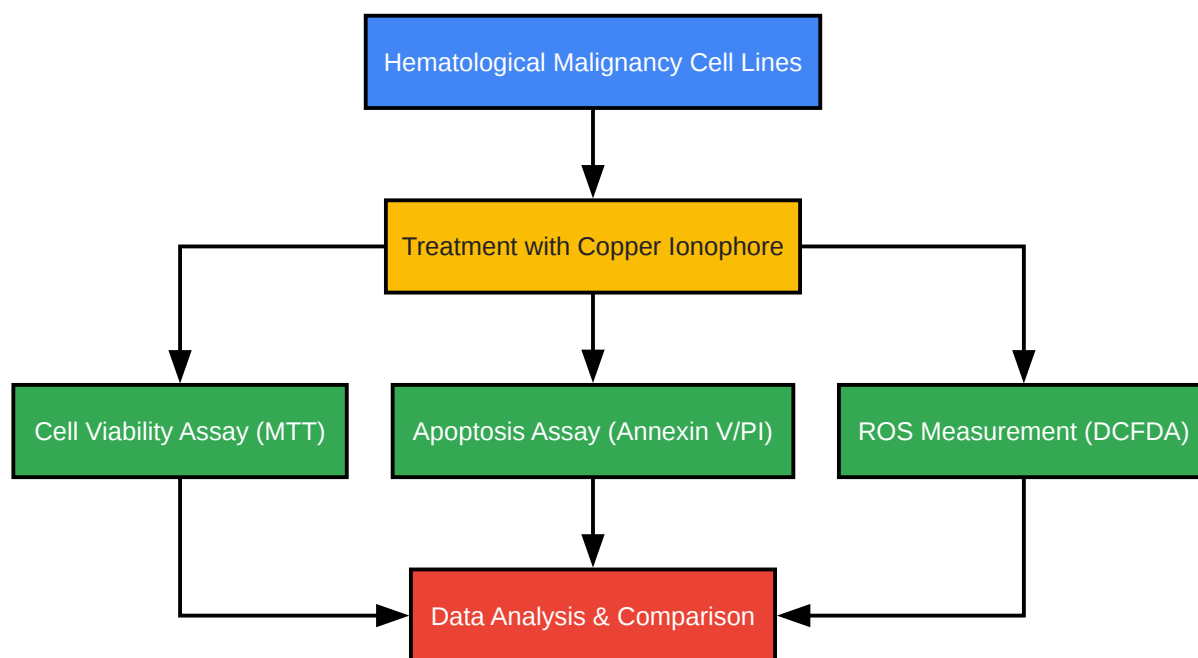 Hematological Malignancy Cell Lines
Treatment with Copper Ionophore
Cell Viability Assay (MTT)
Apoptosis Assay (Annexin V/PI)
ROS Measurement (DCFDA)
Data Analysis & Comparison